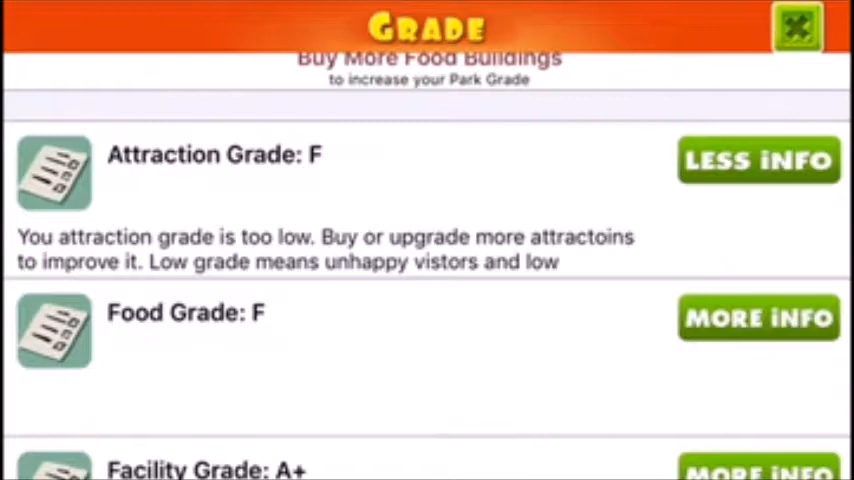 GRADE
Buy More Food Buildings
to increase your Park Grade
Attraction Grade: F
LESS iNFO
You attraction grade is too low. Buy or upgrade more attractoins
to improve it. Low grade means unhappy vistors and low
Food Grade: F
MORE iNFO
Facility Grade: A+
MORE iNFO